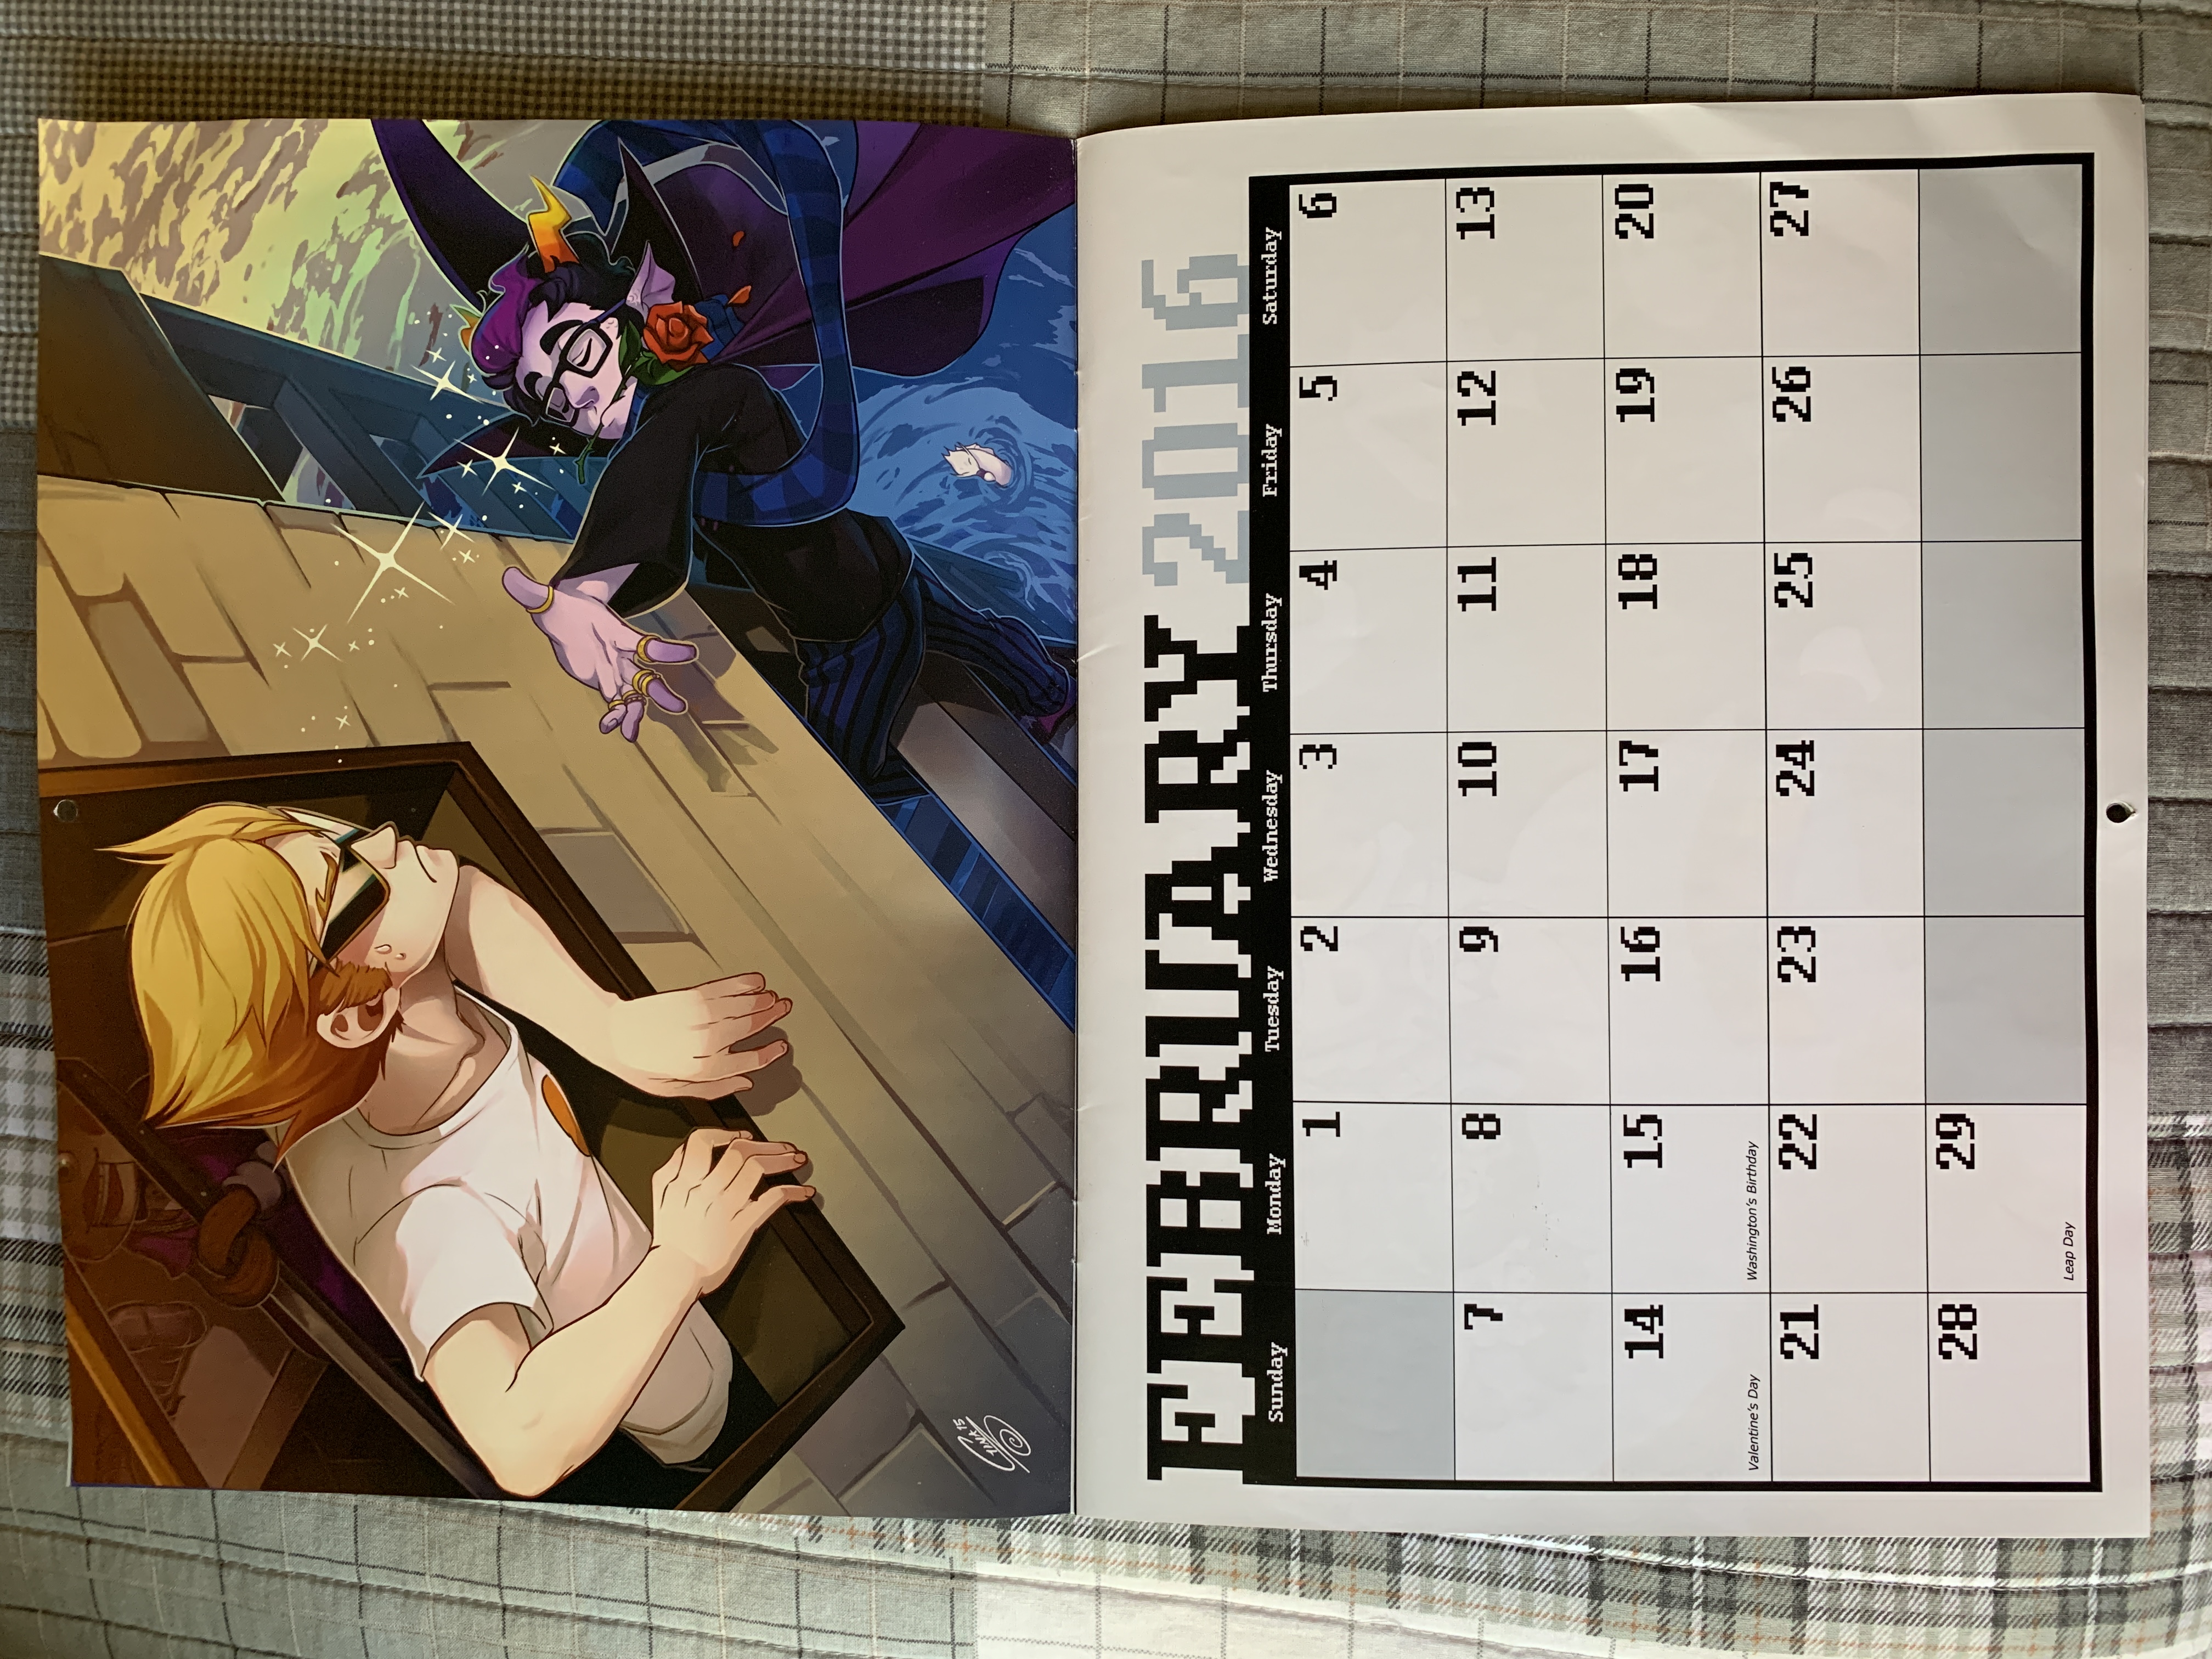 Gina '15
FEBRUARY 2016
Sunday Monday Tuesday Wednesday Thursday Friday Saturday
1 2 3 4 5 6
7 8 9 10 11 12 13
14 15 16 17 18 19 20
Valentine's Day Washington's Birthday
21 22 23 24 25 26 27
28 29
Leap Day